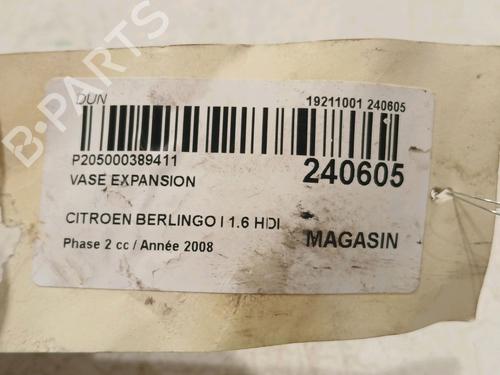 DUN
19211001 240605
P205000389411
240605
VASE EXPANSION
CITROEN BERLINGO I 1.6 HDI
Phase 2 cc / Année 2008
MAGASIN
B-PARTS